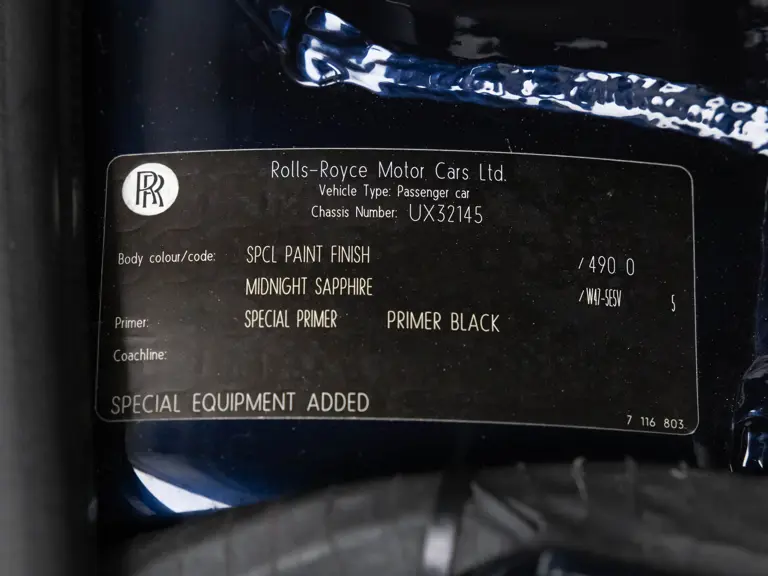 RR
Rolls-Royce Motor Cars Ltd.
Vehicle Type: Passenger car
Chassis Number: UX32145
Body colour/code: SPCL PAINT FINISH /490 0
MIDNIGHT SAPPHIRE /W47-5ESV 5
Primer: SPECIAL PRIMER PRIMER BLACK
Coachline:
SPECIAL EQUIPMENT ADDED
7 116 803